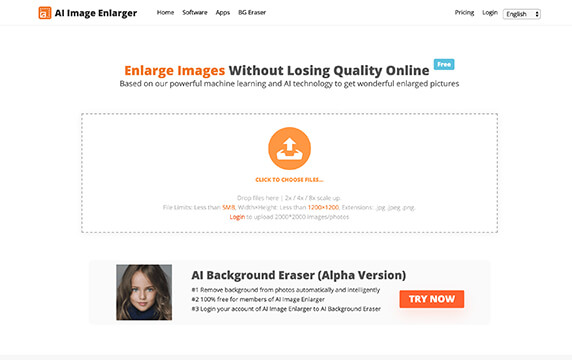 AI Image Enlarger
Home Software Apps BG Eraser
Pricing Login English
Enlarge Images Without Losing Quality Online Free
Based on our powerful machine learning and AI technology to get wonderful enlarged pictures
CLICK TO CHOOSE FILES...
Drop files here | 2x / 4x / 8x scale up
File Limits: Less than 5MB, Width×Height: Less than 1200×1200, Extensions: .jpg .jpeg .png.
Login to upload 2000*2000 images/photos
AI Background Eraser (Alpha Version)
#1 Remove background from photos automatically and intelligently
#2 100% free for members of AI Image Enlarger
#3 Login your account of AI Image Enlarger to AI Background Eraser
TRY NOW